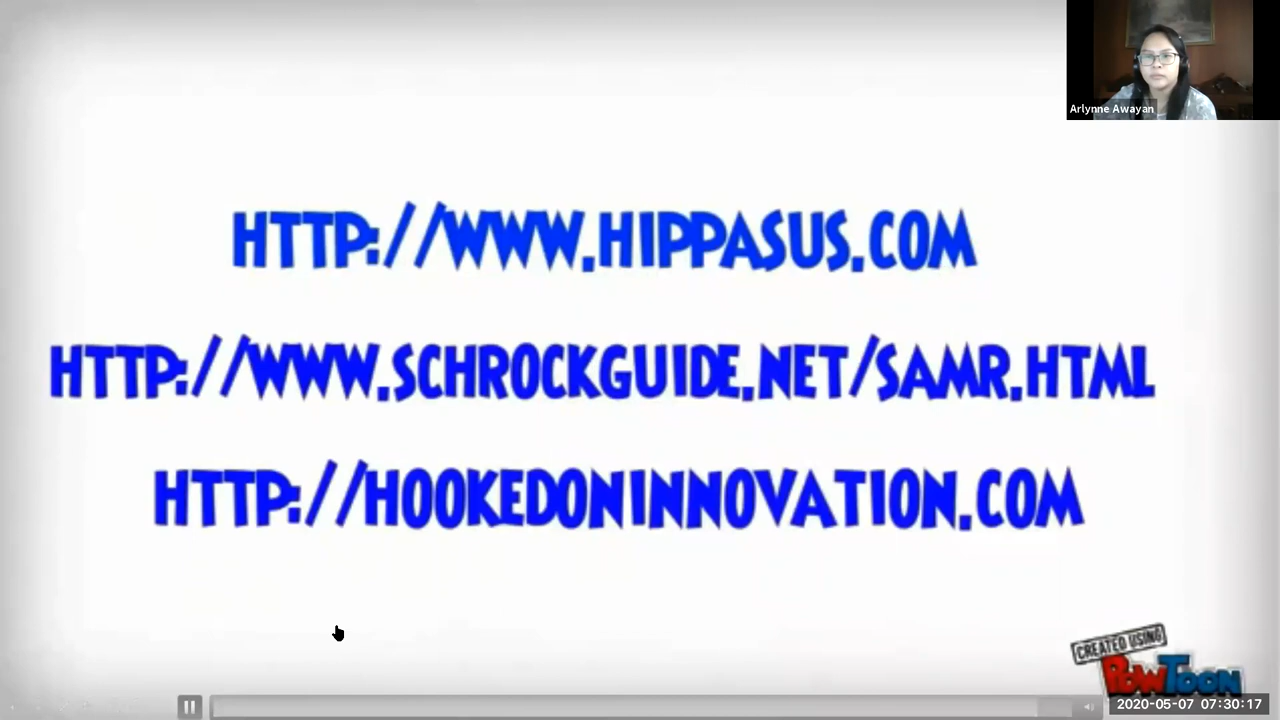 Arlynne Awayan
HTTP://WWW.HIPPASUS.COM
HTTP://WWW.SCHROCKGUIDE.NET/SAMR.HTML
HTTP://HOOKEDONINNOVATION.COM
CREATED USING
POWTOON
2020-05-07 07:30:17